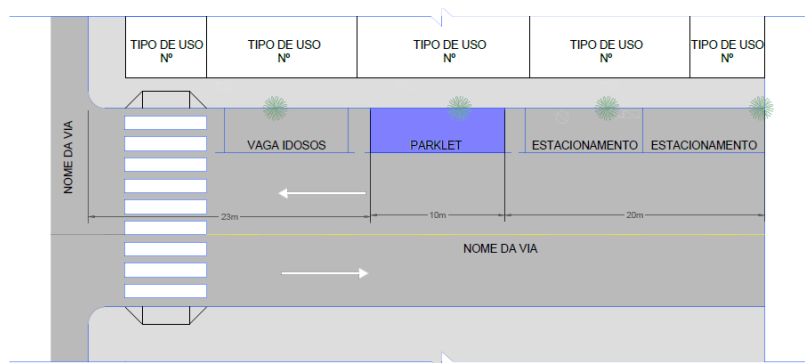 TIPO DE USO
Nº
TIPO DE USO
Nº
TIPO DE USO
Nº
TIPO DE USO
Nº
TIPO DE USO
Nº
NOME DA VIA
VAGA IDOSOS
PARKLET
ESTACIONAMENTO
ESTACIONAMENTO
23m
10m
20m
NOME DA VIA